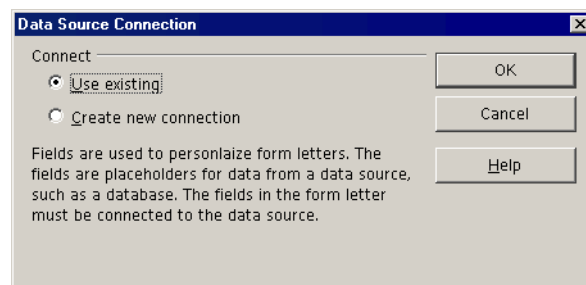 Data Source Connection
Connect
Use existing
Create new connection
Fields are used to personlaize form letters. The
fields are placeholders for data from a data source,
such as a database. The fields in the form letter
must be connected to the data source.
OK
Cancel
Help